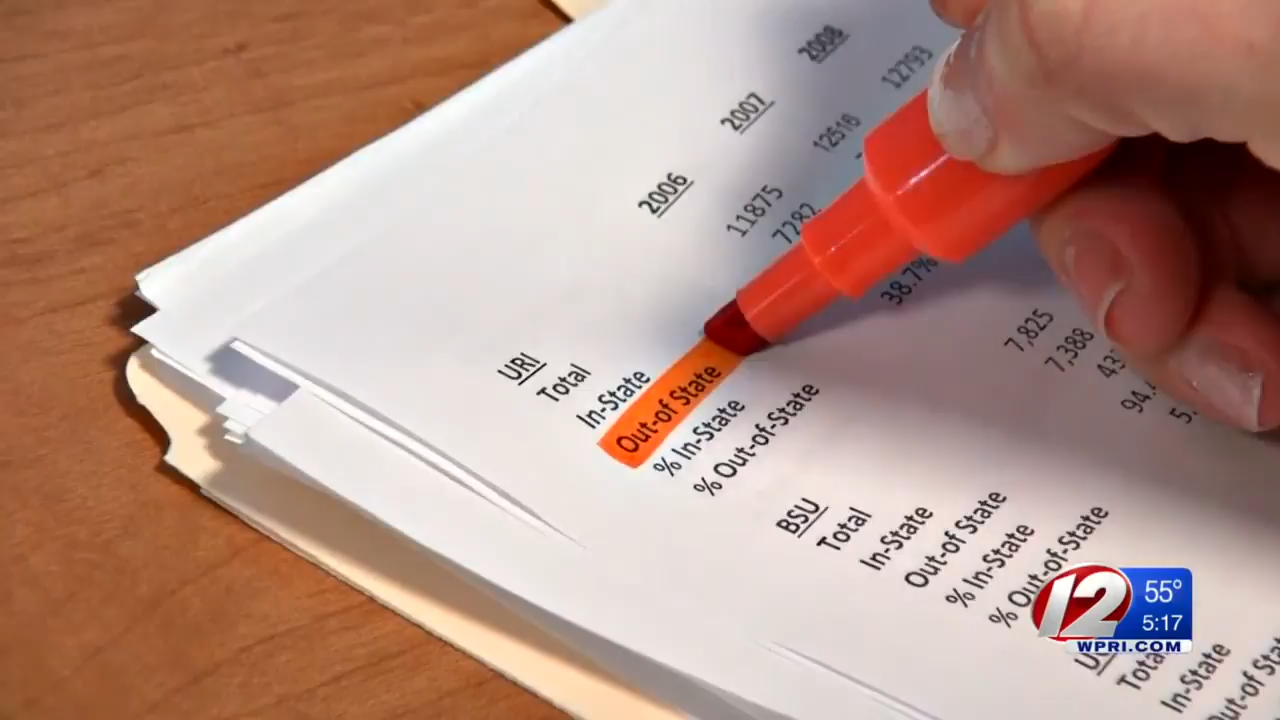 2006 2007 2008
URI
Total 11875 12516 12793
In-State 7282
Out-of State
% In-State
% Out-of-State 38.7%
BSU
Total 7,825
In-State 7,388
Out-of State
% In-State
% Out-of-State
Total
In-State
12
55°
5:17
WPRI.COM